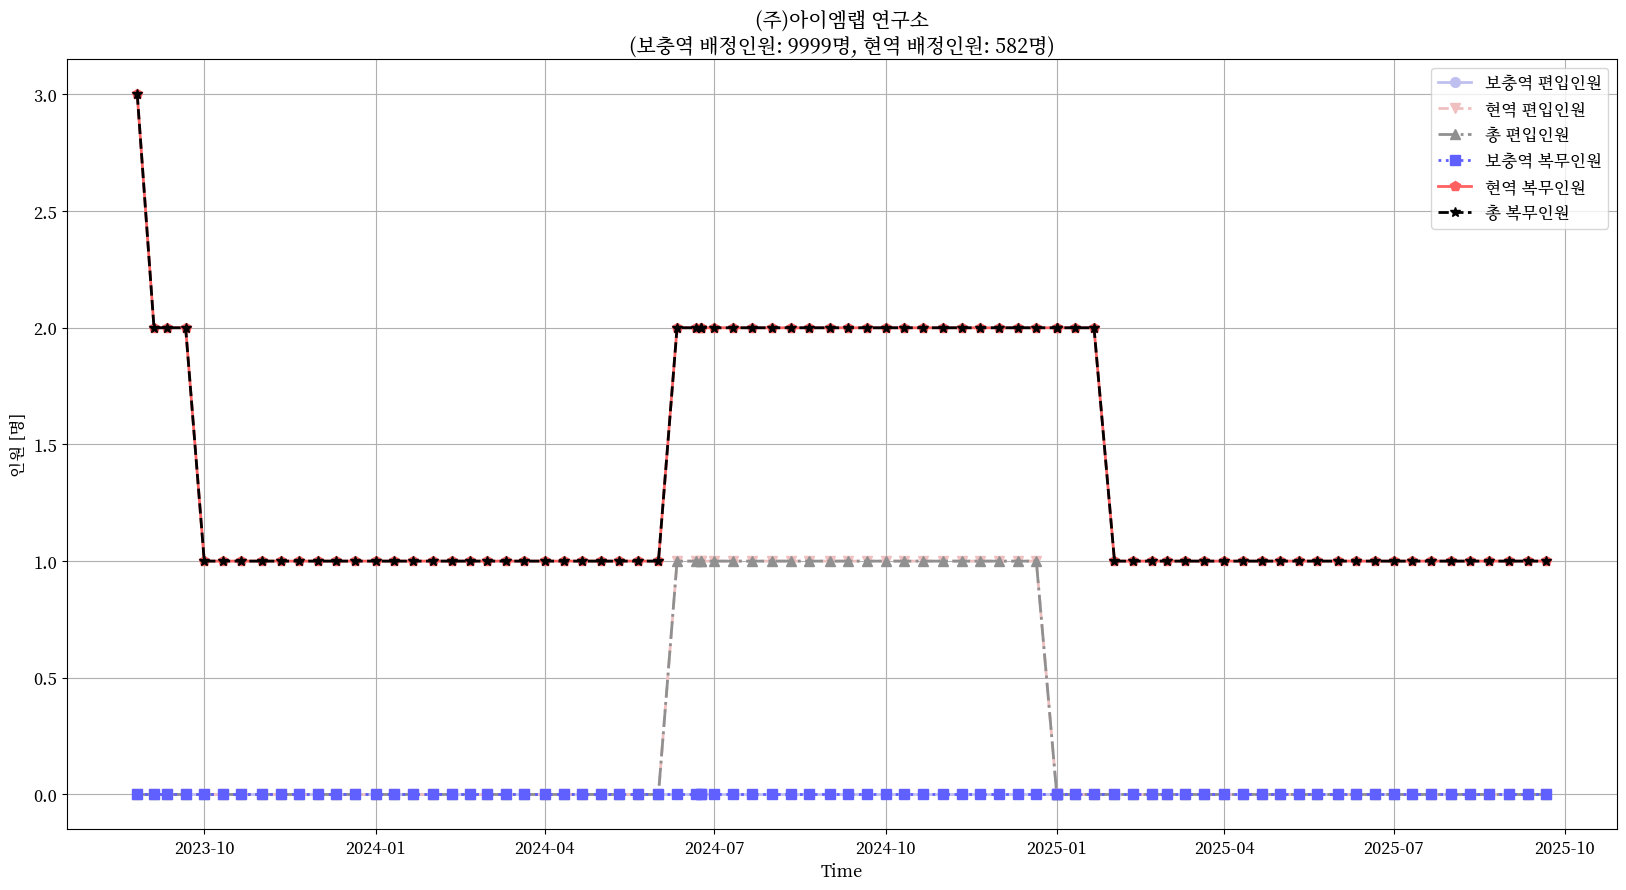 (주)아이엠랩 연구소
(보충역 배정인원: 9999명, 현역 배정인원: 582명)
보충역 편입인원
현역 편입인원
총 편입인원
보충역 복무인원
현역 복무인원
총 복무인원
인원 [명]
3.0
2.5
2.0
1.5
1.0
0.5
0.0
2023-10 2024-01 2024-04 2024-07 2024-10 2025-01 2025-04 2025-07 2025-10
Time